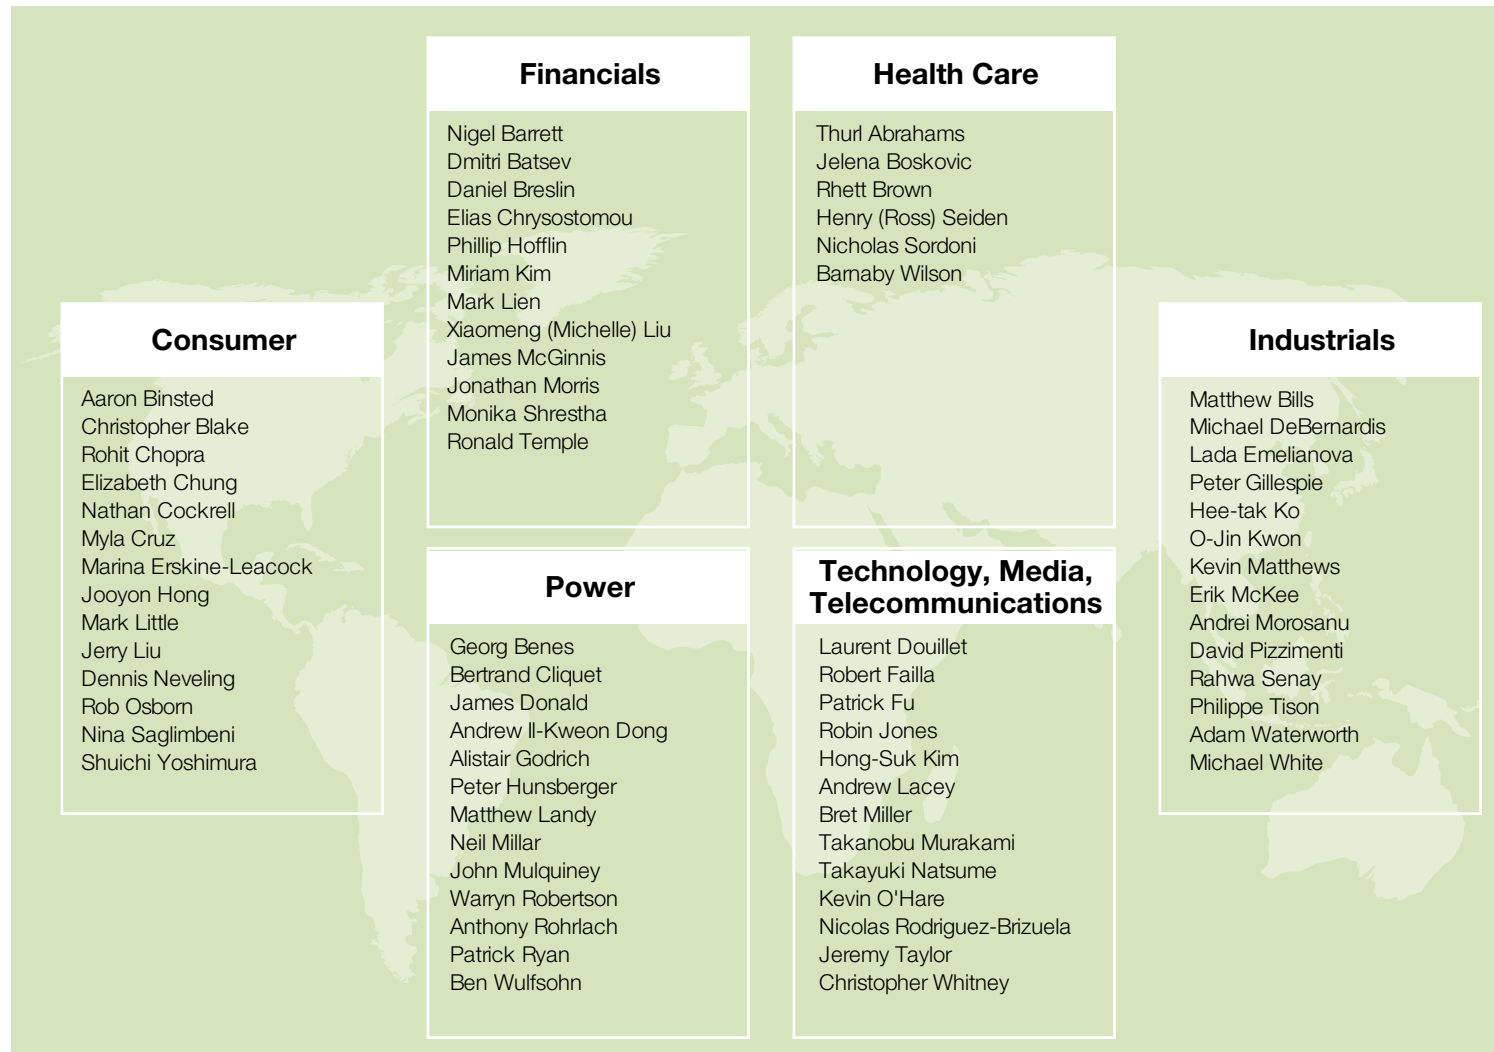 Consumer
Aaron Binsted
Christopher Blake
Rohit Chopra
Elizabeth Chung
Nathan Cockrell
Myla Cruz
Marina Erskine-Leacock
Jooyon Hong
Mark Little
Jerry Liu
Dennis Neveling
Rob Osborn
Nina Saglimbeni
Shuichi Yoshimura
Financials
Nigel Barrett
Dmitri Batsev
Daniel Breslin
Elias Chrysostomou
Phillip Hofflin
Miriam Kim
Mark Lien
Xiaomeng (Michelle) Liu
James McGinnis
Jonathan Morris
Monika Shrestha
Ronald Temple
Health Care
Thurl Abrahams
Jelena Boskovic
Rhett Brown
Henry (Ross) Seiden
Nicholas Sordoni
Barnaby Wilson
Industrials
Matthew Bills
Michael DeBernardis
Lada Emelianova
Peter Gillespie
Hee-tak Ko
O-Jin Kwon
Kevin Matthews
Erik McKee
Andrei Morosanu
David Pizzimenti
Rahwa Senay
Philippe Tison
Adam Waterworth
Michael White
Power
Georg Benes
Bertrand Cliquet
James Donald
Andrew Il-Kweon Dong
Alistair Godrich
Peter Hunsberger
Matthew Landy
Neil Millar
John Mulquiney
Warryn Robertson
Anthony Rohrlach
Patrick Ryan
Ben Wulfsohn
Technology, Media,
Telecommunications
Laurent Douillet
Robert Failla
Patrick Fu
Robin Jones
Hong-Suk Kim
Andrew Lacey
Bret Miller
Takanobu Murakami
Takayuki Natsume
Kevin O'Hare
Nicolas Rodriguez-Brizuela
Jeremy Taylor
Christopher Whitney